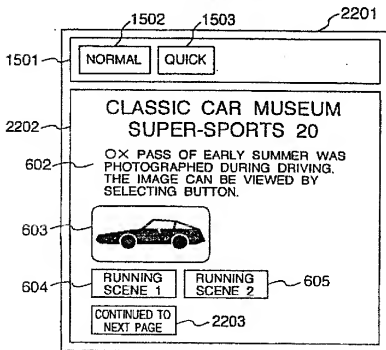 1502 1503 2201
1501 NORMAL QUICK
2202 CLASSIC CAR MUSEUM
SUPER-SPORTS 20
602 OX PASS OF EARLY SUMMER WAS
PHOTOGRAPHED DURING DRIVING.
THE IMAGE CAN BE VIEWED BY
SELECTING BUTTON.
603
604 RUNNING RUNNING 605
SCENE 1 SCENE 2
CONTINUED TO
NEXT PAGE 2203